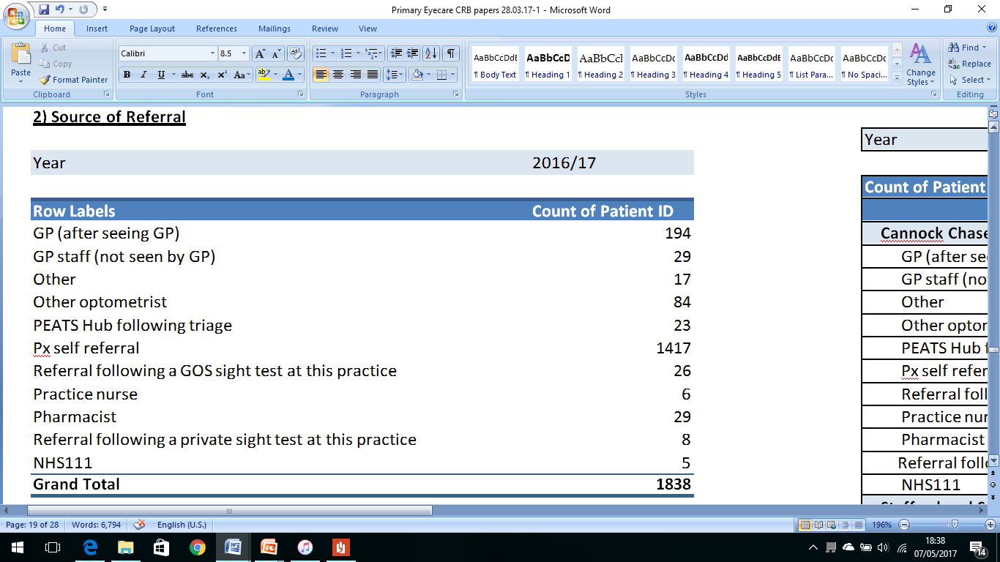 Primary Eyecare CRB papers 28.03.17-1 - Microsoft Word
Home Insert Page Layout References Mailings Review View
Paste
Cut
Copy
Format Painter
Clipboard
Calibri 8.5
Font
Paragraph
AaBbCcDdE AaBbCcD AaBbCcl AaBbCcDc AaBbCcDd AaBbCcDdE AaBbCcDc AaBbCcDc
¶ Body Text ¶ Heading 1 ¶ Heading 2 ¶ Heading 3 ¶ Heading 4 ¶ Heading 5 ¶ List Para... ¶ No Spaci...
Change
Styles
Styles
Find
Replace
Select
Editing
2) Source of Referral
Year 2016/17
Row Labels Count of Patient ID
GP (after seeing GP) 194
GP staff (not seen by GP) 29
Other 17
Other optometrist 84
PEATS Hub following triage 23
Px self referral 1417
Referral following a GOS sight test at this practice 26
Practice nurse 6
Pharmacist 29
Referral following a private sight test at this practice 8
NHS111 5
Grand Total 1838
Year
Count of Patient
Cannock Chase
GP (after se
GP staff (no
Other
Other optor
PEATS Hub f
Px self refer
Referral foll
Practice nur
Pharmacist
Referral follo
NHS111
Page: 19 of 28 Words: 6,794 English (U.S.) 196%
18:38
07/05/2017
14